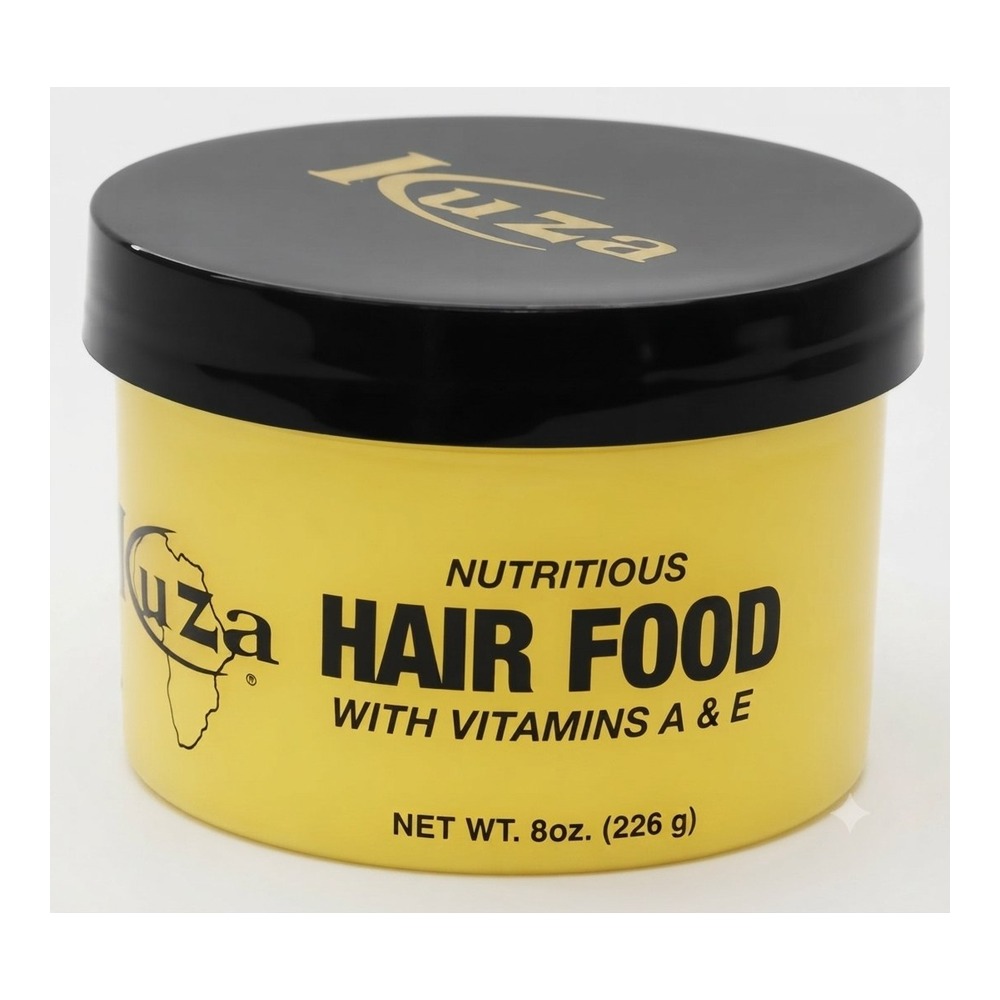 Kuza
Kuza
®
NUTRITIOUS
HAIR FOOD
WITH VITAMINS A & E
NET WT. 8oz. (226 g)